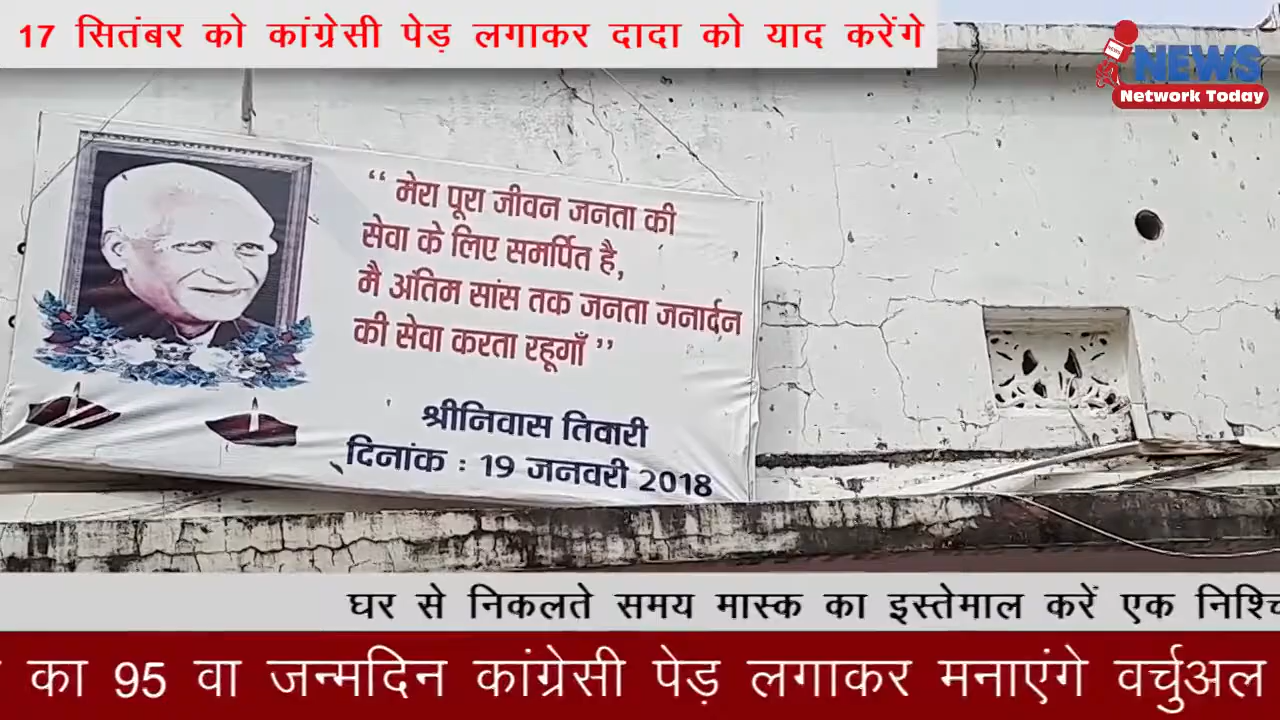 17 सितंबर को कांग्रेसी पेड़ लगाकर दादा को याद करेंगे
NEWS
Network Today
“ मेरा पूरा जीवन जनता की
सेवा के लिए समर्पित है,
मै अंतिम सांस तक जनता जनार्दन
की सेवा करता रहूगाँ ”
श्रीनिवास तिवारी
दिनांक : 19 जनवरी 2018
घर से निकलते समय मास्क का इस्तेमाल करें एक
का 95 वा जन्मदिन कांग्रेसी पेड़ लगाकर मनाएंगे वर्चुअल